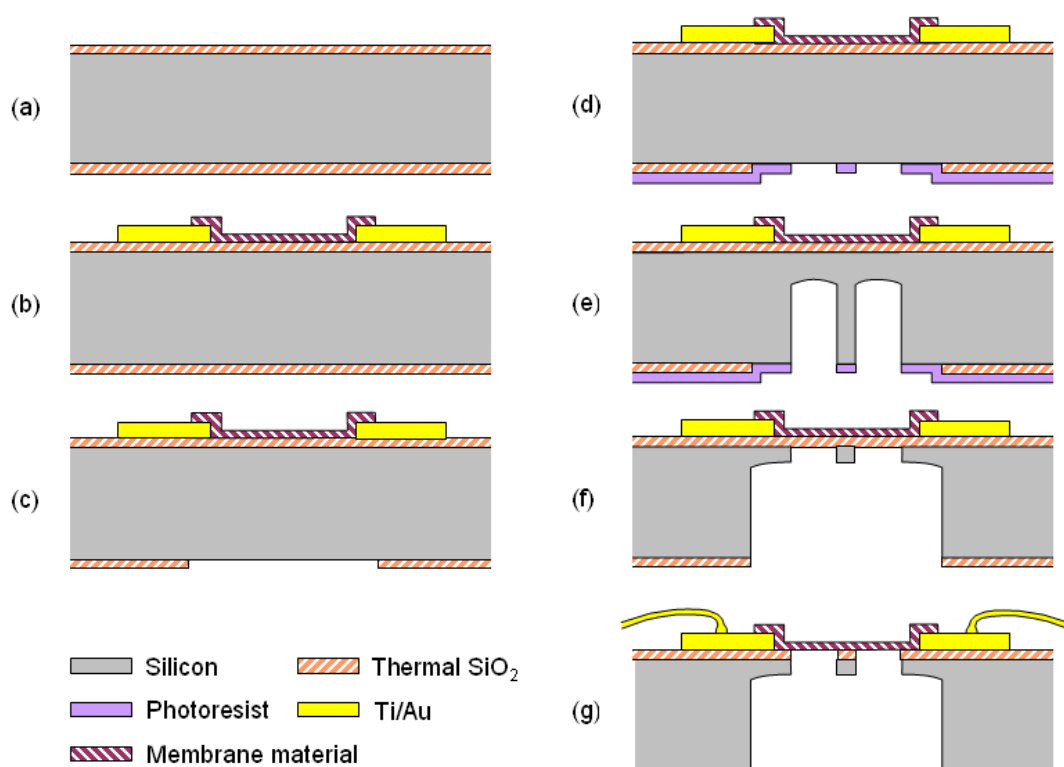 (a)
(b)
(c)
(d)
(e)
(f)
(g)
Silicon
Thermal SiO₂
Photoresist
Ti/Au
Membrane material